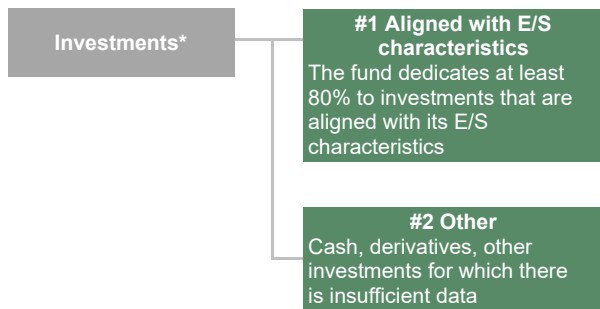 Investments*
#1 Aligned with E/S
characteristics
The fund dedicates at least
80% to investments that are
aligned with its E/S
characteristics
#2 Other
Cash, derivatives, other
investments for which there
is insufficient data